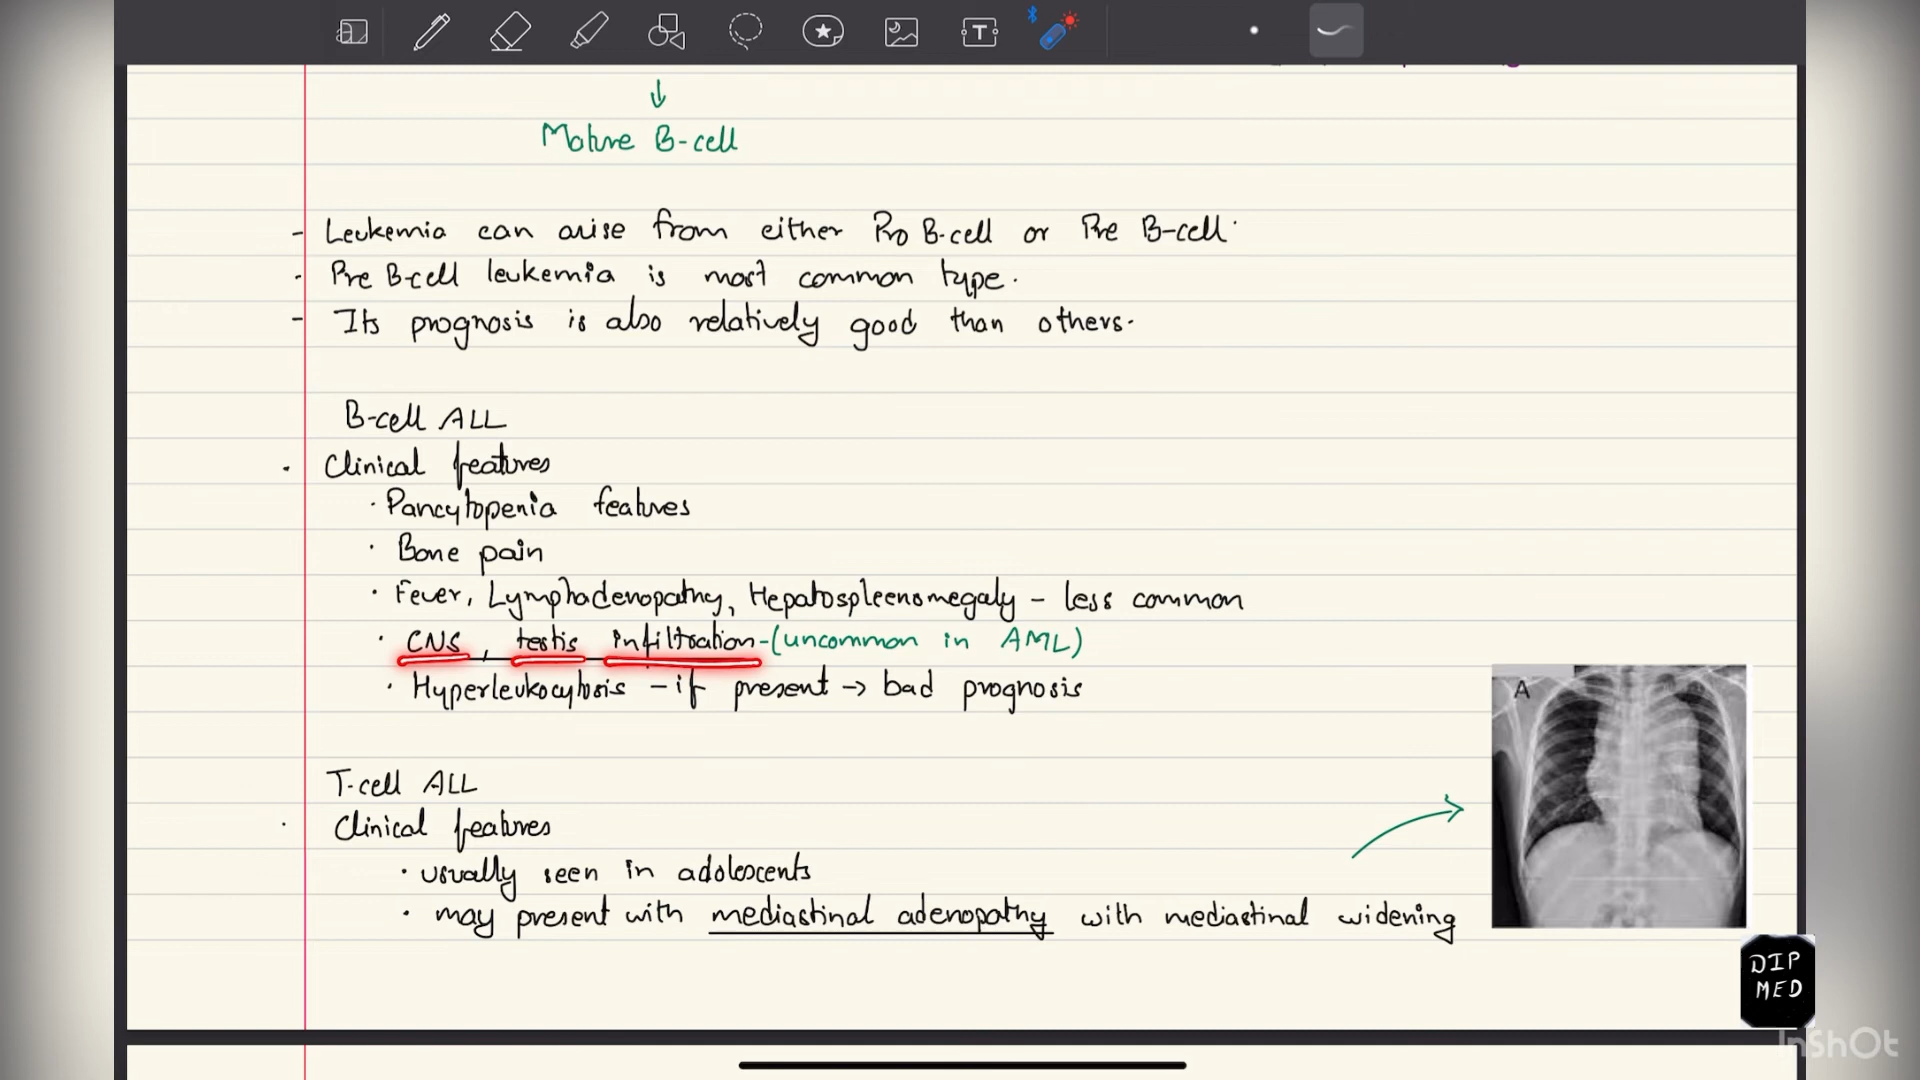 Mature B-cell
- Leukemia can arise from either Pro B-cell or Pre B-cell.
- Pre B-cell leukemia is most common type.
- Its prognosis is also relatively good than others.
B-cell ALL
· Clinical features
· Pancytopenia features
· Bone pain
· Fever, Lymphadenopathy, Hepatospleenomegaly - less common
· CNS, testis infiltration - (uncommon in AML)
· Hyperleukocytosis - if present → bad prognosis
T-cell ALL
· Clinical features
· usually seen in adolescents
· may present with mediastinal adenopathy with mediastinal widening
A
DIP
MED
InShOt